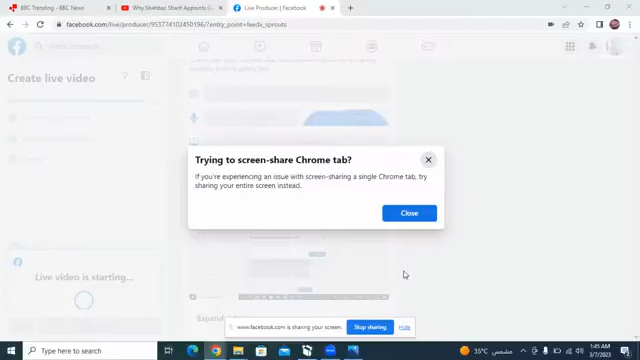 BBC Trending - BBC News
Why Shehbaz Sharif Appoints
Live Producer | Facebook
facebook.com/live/producer/953774102450196/?entry_point=feedx_sprouts
Create live video
Trying to screen-share Chrome tab?
If you're experiencing an issue with screen-sharing a single Chrome tab, try
sharing your entire screen instead.
Close
Live video is starting...
www.facebook.com is sharing your screen.
Stop sharing
Hide
Type here to search
35°C مشمس
1:45 AM
3/7/2023